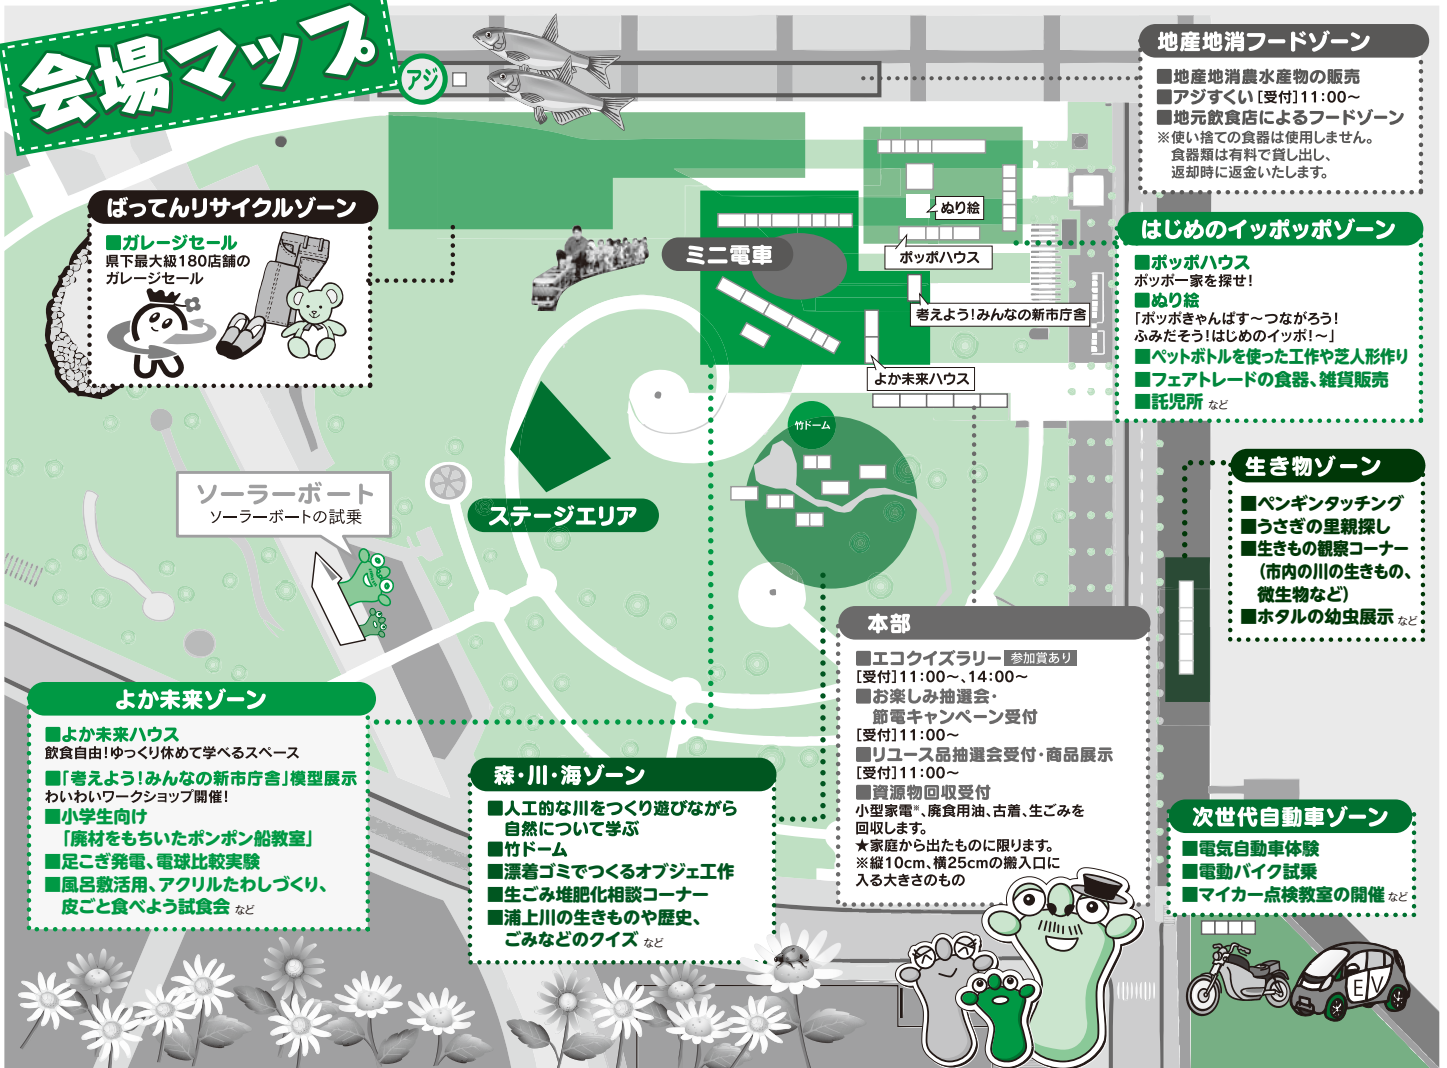 会場マップ
アジ
地産地消フードゾーン
■地産地消農水産物の販売
■アジすくい[受付]11:00〜
■地元飲食店によるフードゾーン
※使い捨ての食器は使用しません。
食器類は有料で貸し出し、
返却時に返金いたします。
ばってんリサイクルゾーン
■ガレージセール
県下最大級180店舗の
ガレージセール
ミニ電車
ぬり絵
ポッポハウス
考えよう!みんなの新市庁舎
よか未来ハウス
はじめのイッポッポゾーン
■ポッポハウス
ポッポ一家を探せ!
■ぬり絵
「ポッポきゃんぱす〜つながろう!
ふみだそう!はじめのイッポ!〜」
■ペットボトルを使った工作や芝人形作り
■フェアトレードの食器、雑貨販売
■託児所 など
竹ドーム
ソーラーボート
ソーラーボートの試乗
ステージエリア
生き物ゾーン
■ペンギンタッチング
■うさぎの里親探し
■生きもの観察コーナー
(市内の川の生きもの、
微生物など)
■ホタルの幼虫展示 など
本部
■エコクイズラリー 参加賞あり
[受付]11:00〜、14:00〜
■お楽しみ抽選会・
節電キャンペーン受付
[受付]11:00〜
■リユース品抽選会受付・商品展示
[受付]11:00〜
■資源物回収受付
小型家電※、廃食用油、古着、生ごみを
回収します。
★家庭から出たものに限ります。
※縦10cm、横25cmの搬入口に
入る大きさのもの
よか未来ゾーン
■よか未来ハウス
飲食自由!ゆっくり休めて学べるスペース
■「考えよう!みんなの新市庁舎」模型展示
わいわいワークショップ開催!
■小学生向け
「廃材をもちいたポンポン船教室」
■足こぎ発電、電球比較実験
■風呂敷活用、アクリルたわしづくり、
皮ごと食べよう試食会 など
森・川・海ゾーン
■人工的な川をつくり遊びながら
自然について学ぶ
■竹ドーム
■漂着ゴミでつくるオブジェ工作
■生ごみ堆肥化相談コーナー
■浦上川の生きものや歴史、
ごみなどのクイズ など
次世代自動車ゾーン
■電気自動車体験
■電動バイク試乗
■マイカー点検教室の開催 など
EV